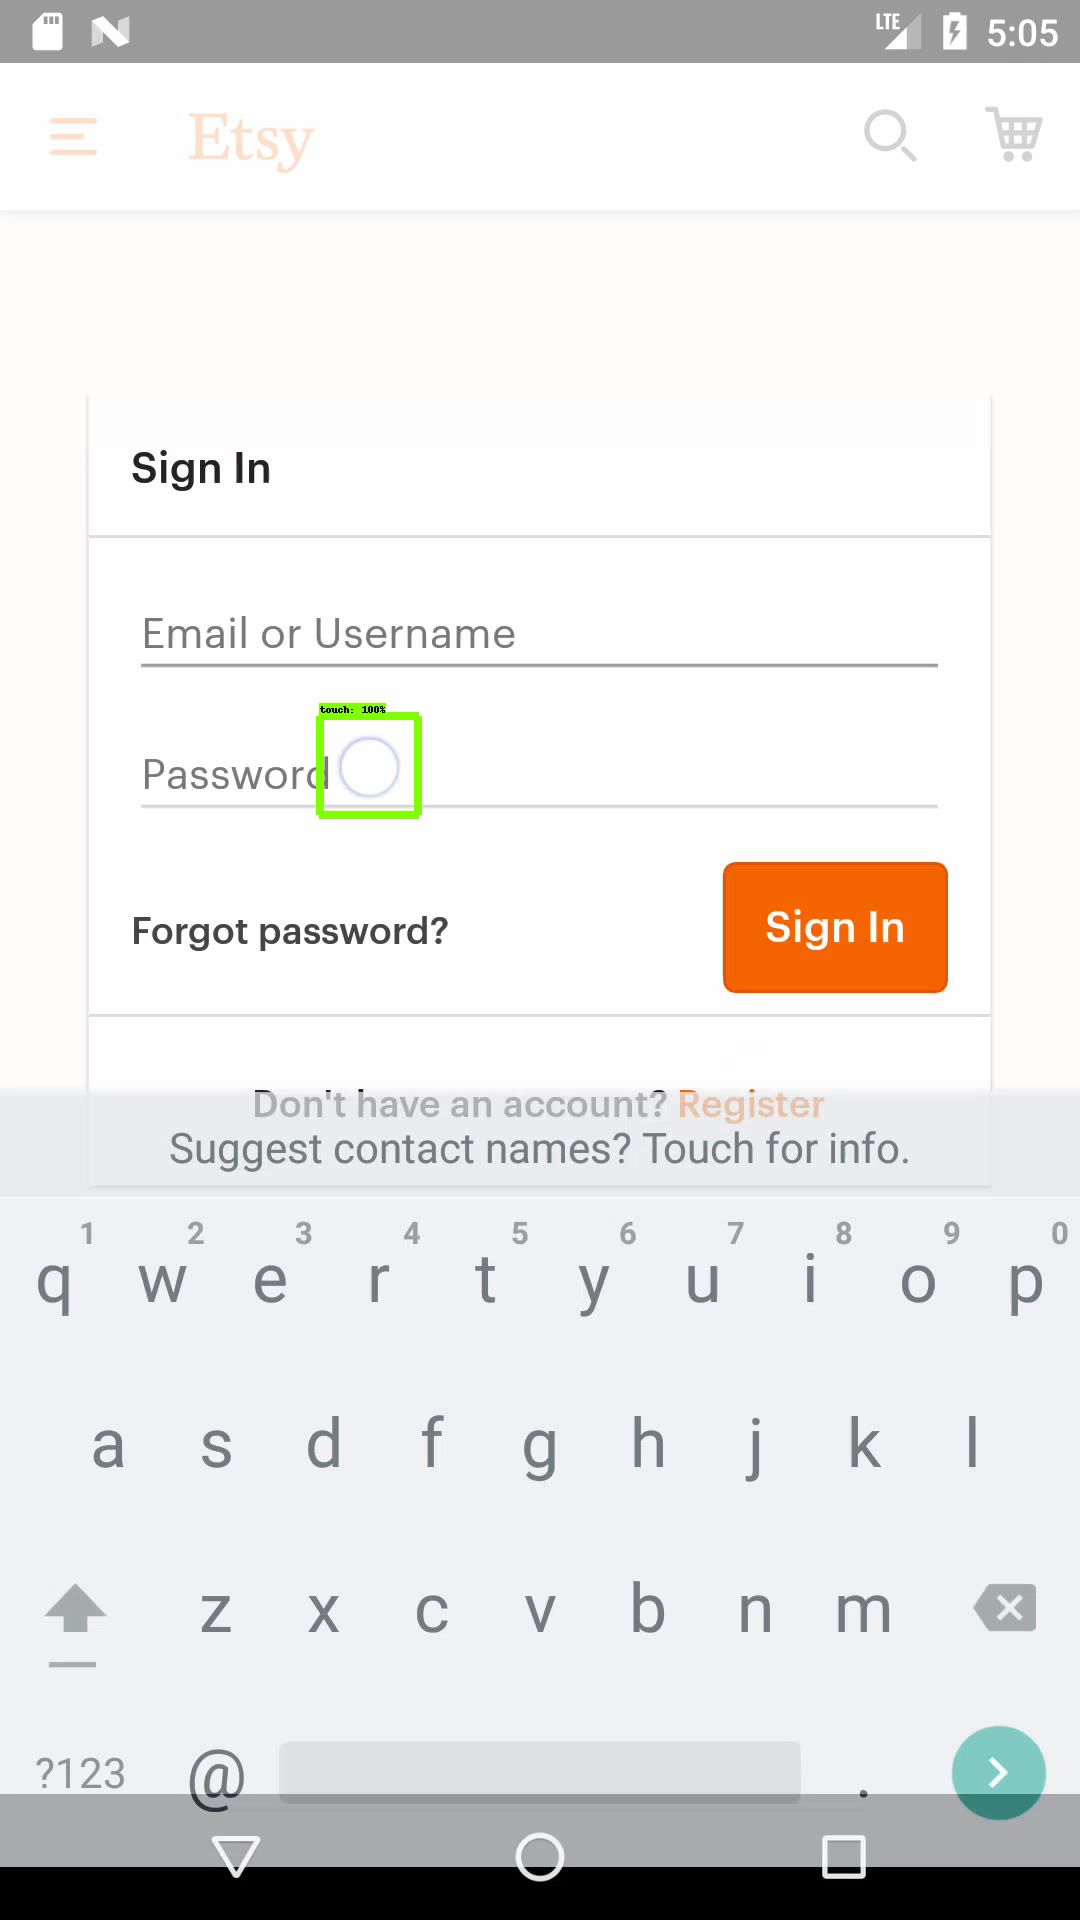 LTE 5:05
Etsy
Sign In
Email or Username
touch: 100%
Password
Forgot password?
Sign In
Don't have an account? Register
Suggest contact names? Touch for info.
1 2 3 4 5 6 7 8 9 0
q w e r t y u i o p
a s d f g h j k l
z x c v b n m
?123 @ .